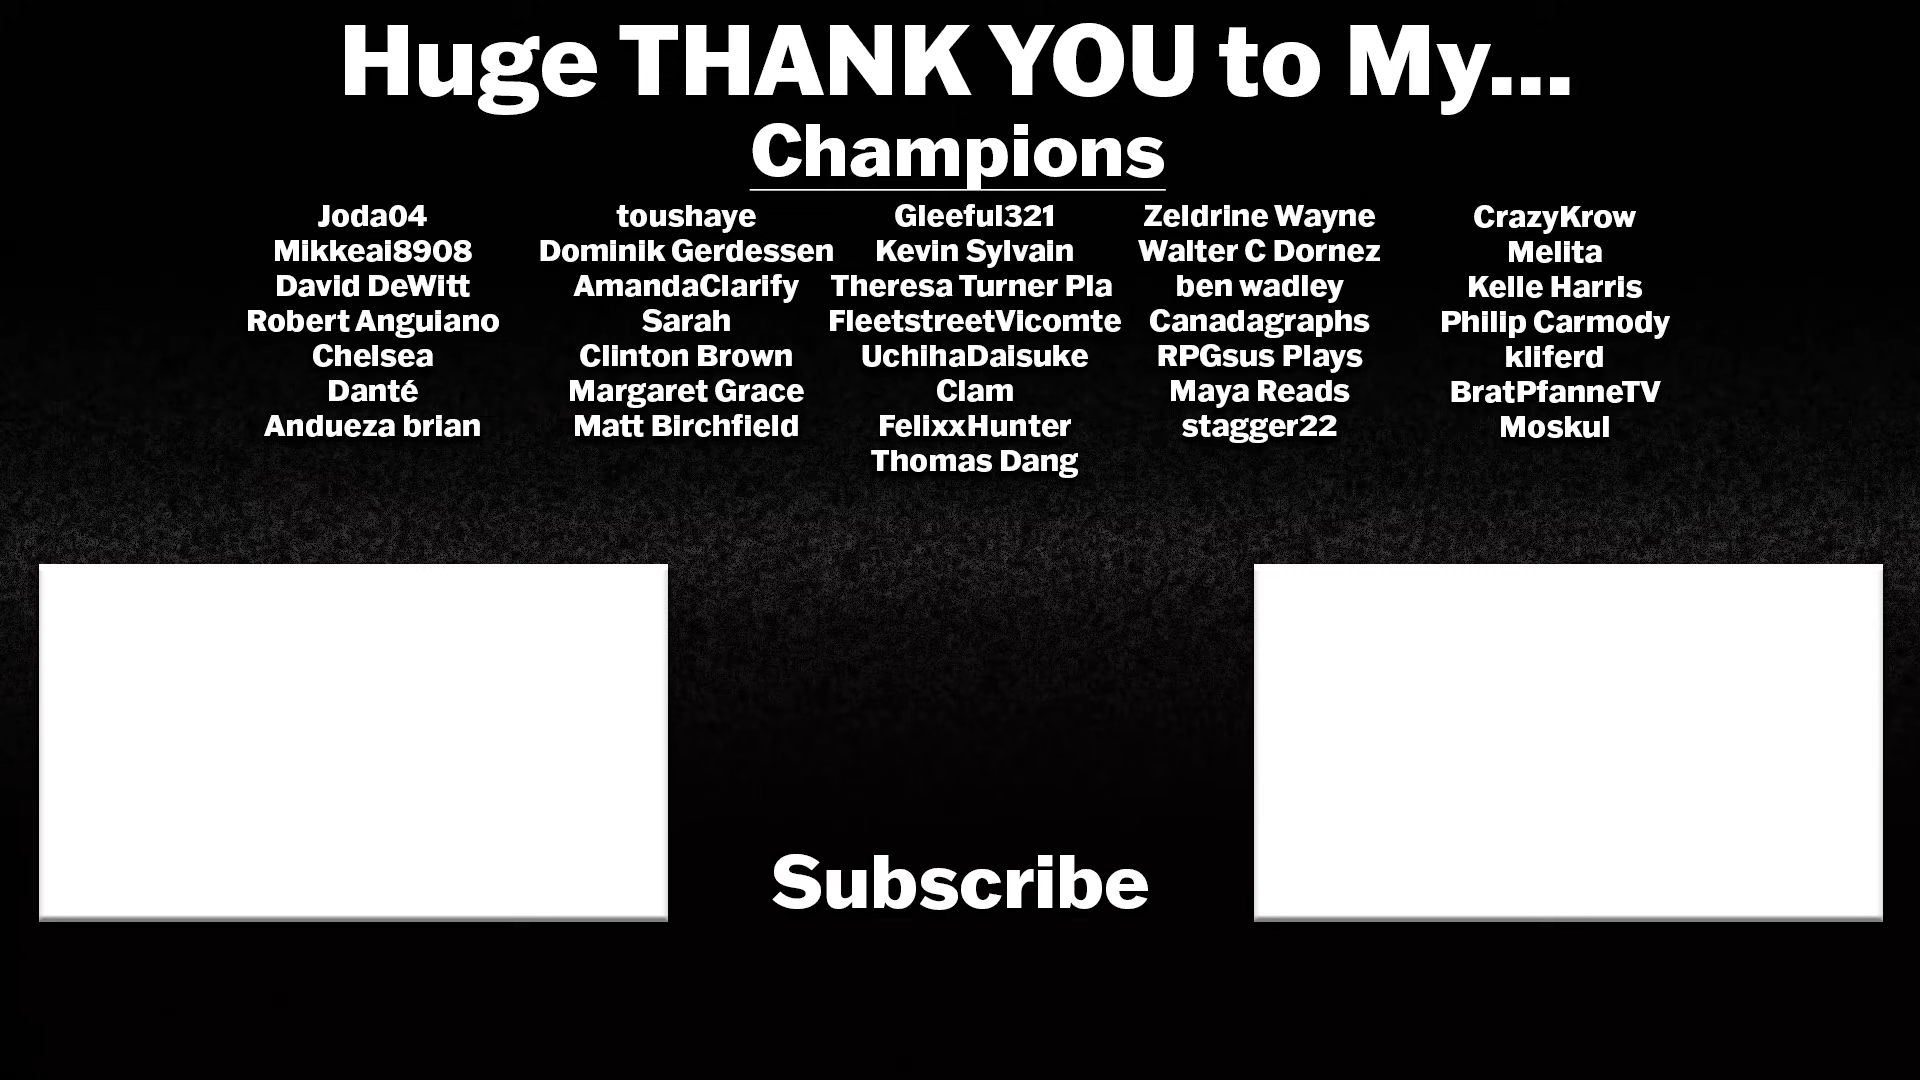 Huge THANK YOU to My...
Champions
Joda04
Mikkeai8908
David DeWitt
Robert Anguiano
Chelsea
Danté
Andueza brian
toushaye
Dominik Gerdessen
AmandaClarify
Sarah
Clinton Brown
Margaret Grace
Matt Birchfield
Gleeful321
Kevin Sylvain
Theresa Turner Pla
FleetstreetVicomte
UchihaDaisuke
Clam
FelixxHunter
Thomas Dang
Zeldrine Wayne
Walter C Dornez
ben wadley
Canadagraphs
RPGsus Plays
Maya Reads
stagger22
CrazyKrow
Melita
Kelle Harris
Philip Carmody
kliferd
BratPfanneTV
Moskul
Subscribe